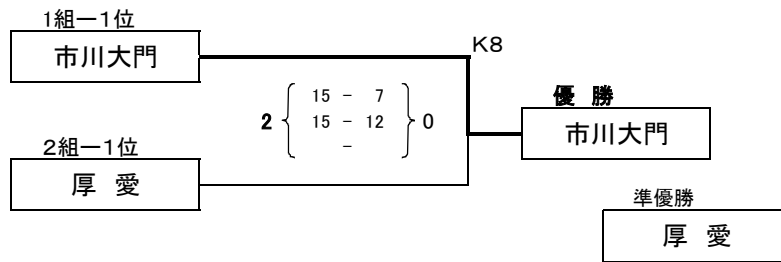 1組ー1位
市川大門
K8
2 { 15 - 7 } 0
15 - 12
-
優 勝
市川大門
2組ー1位
厚 愛
準優勝
厚 愛